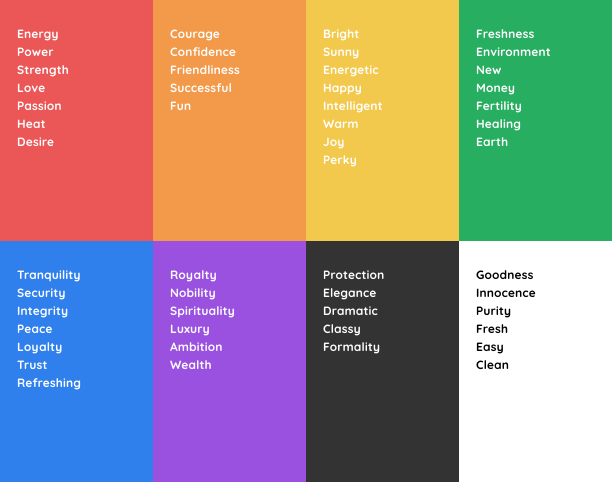 Energy
Power
Strength
Love
Passion
Heat
Desire
Courage
Confidence
Friendliness
Successful
Fun
Bright
Sunny
Energetic
Happy
Intelligent
Warm
Joy
Perky
Freshness
Environment
New
Money
Fertility
Healing
Earth
Tranquility
Security
Integrity
Peace
Loyalty
Trust
Refreshing
Royalty
Nobility
Spirituality
Luxury
Ambition
Wealth
Protection
Elegance
Dramatic
Classy
Formality
Goodness
Innocence
Purity
Fresh
Easy
Clean